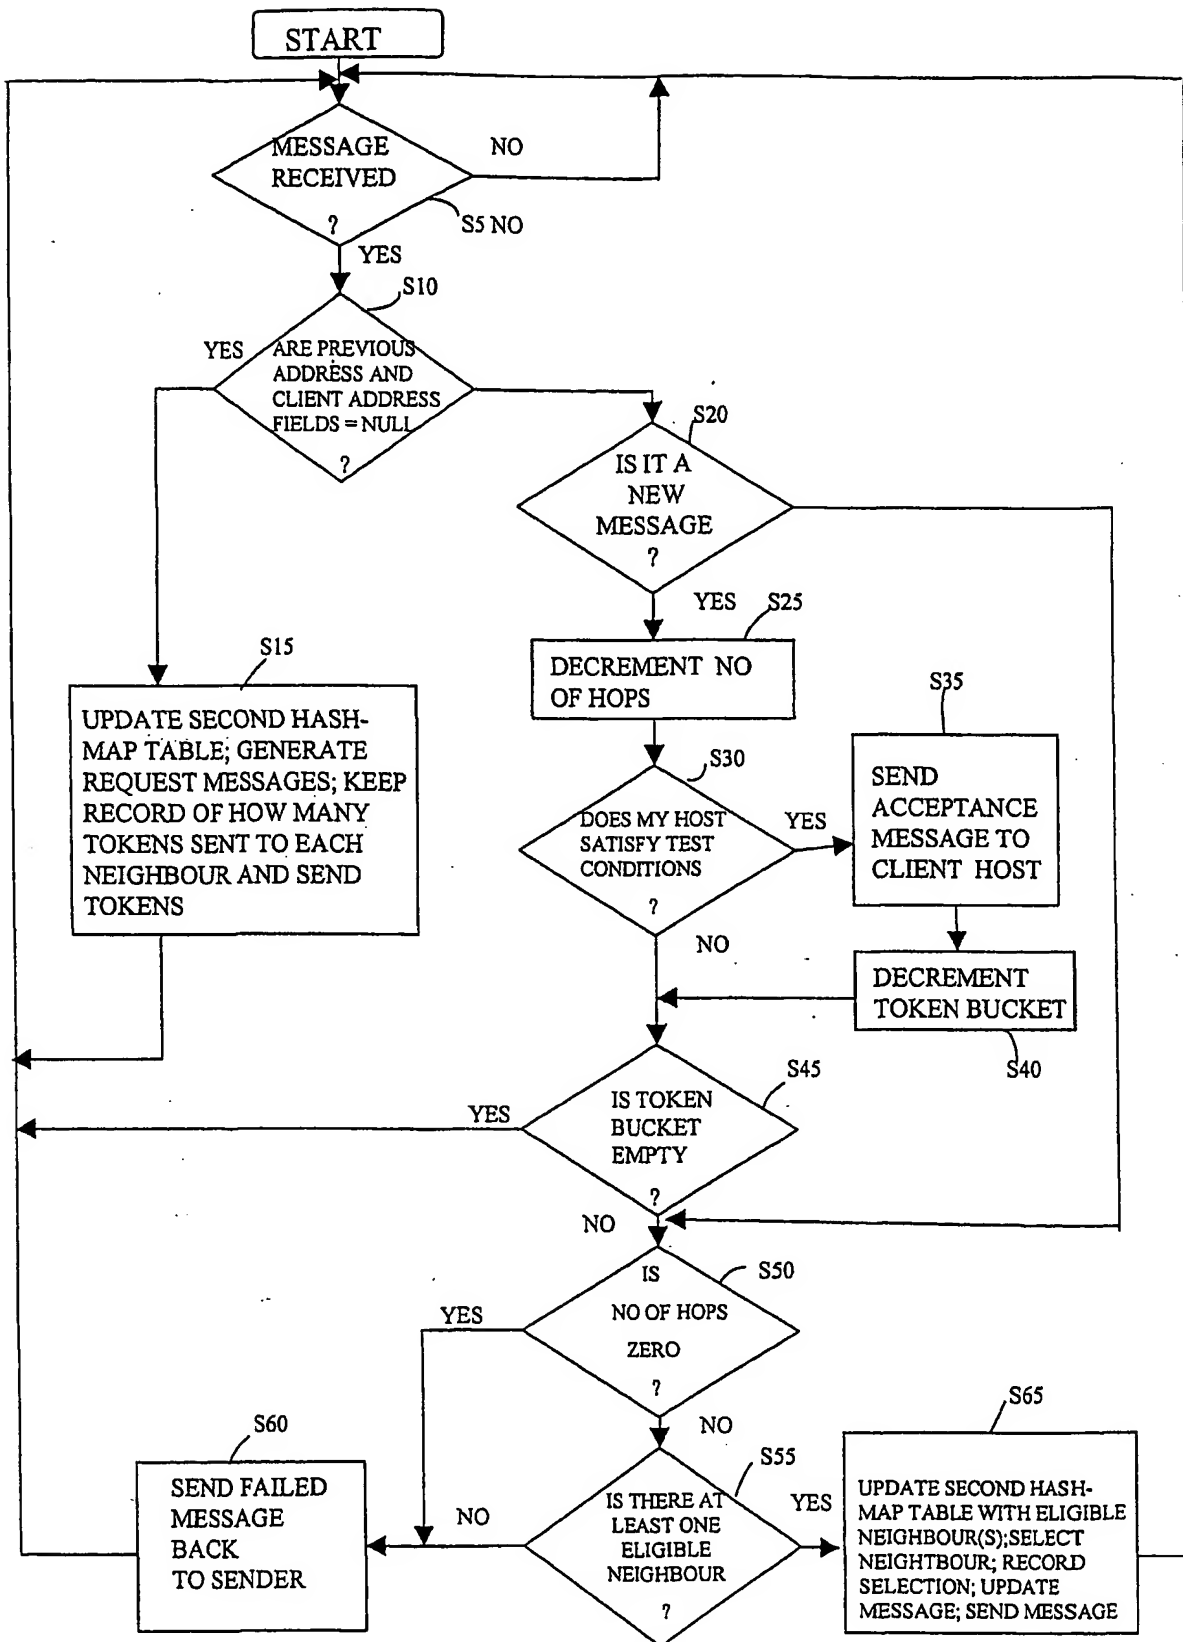 START
MESSAGE
RECEIVED
?
NO
S5 NO
YES
S10
YES
ARE PREVIOUS
ADDRESS AND
CLIENT ADDRESS
FIELDS = NULL
?
S20
IS IT A
NEW
MESSAGE
?
YES
S25
DECREMENT NO
OF HOPS
S15
UPDATE SECOND HASH-
MAP TABLE; GENERATE
REQUEST MESSAGES; KEEP
RECORD OF HOW MANY
TOKENS SENT TO EACH
NEIGHBOUR AND SEND
TOKENS
S30
DOES MY HOST
SATISFY TEST
CONDITIONS
?
YES
NO
S35
SEND
ACCEPTANCE
MESSAGE TO
CLIENT HOST
DECREMENT
TOKEN BUCKET
S40
S45
IS TOKEN
BUCKET
EMPTY
?
YES
NO
S50
IS
NO OF HOPS
ZERO
?
YES
NO
S55
IS THERE AT
LEAST ONE
ELIGIBLE
NEIGHBOUR
?
NO
YES
S60
SEND FAILED
MESSAGE
BACK
TO SENDER
S65
UPDATE SECOND HASH-
MAP TABLE WITH ELIGIBLE
NEIGHBOUR(S);SELECT
NEIGHTBOUR; RECORD
SELECTION; UPDATE
MESSAGE; SEND MESSAGE